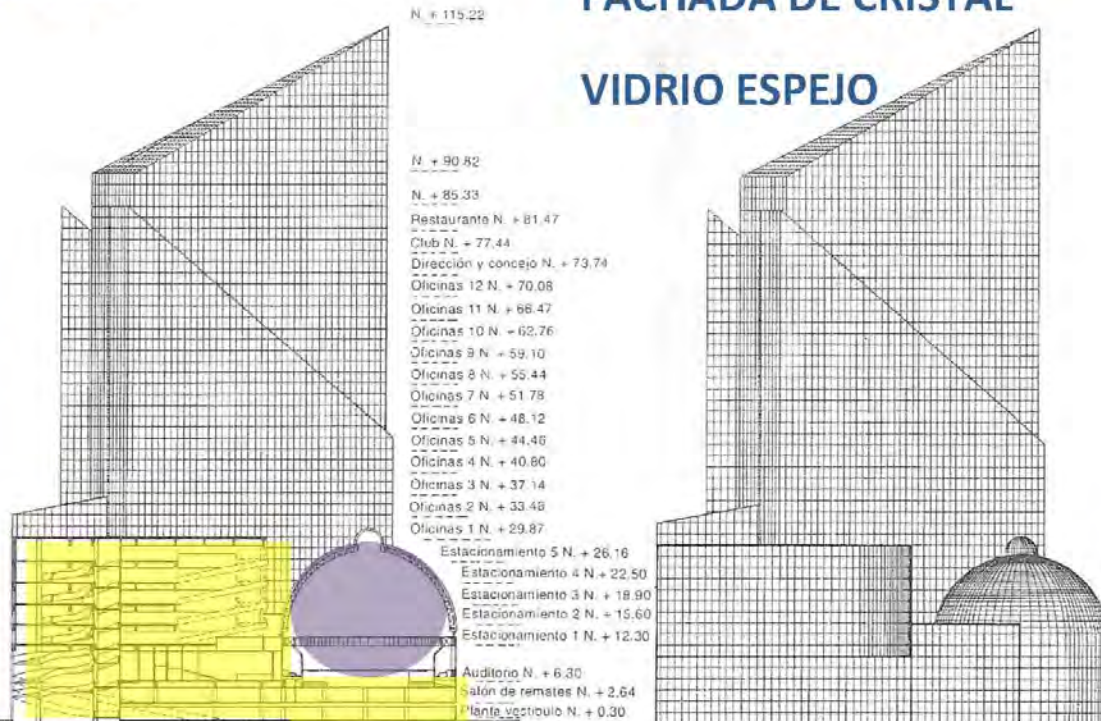 FACHADA DE CRISTAL
VIDRIO ESPEJO
N. + 115.22
N. + 90.82
N. + 85.33
Restaurante N. + 81.47
Club N. + 77.44
Dirección y concejo N. + 73.74
Oficinas 12 N. + 70.08
Oficinas 11 N. + 66.47
Oficinas 10 N. + 62.76
Oficinas 9 N. + 59.10
Oficinas 8 N. + 55.44
Oficinas 7 N. + 51.78
Oficinas 6 N. + 48.12
Oficinas 5 N. + 44.46
Oficinas 4 N. + 40.80
Oficinas 3 N. + 37.14
Oficinas 2 N. + 33.48
Oficinas 1 N. + 29.87
Estacionamiento 5 N. + 26.16
Estacionamiento 4 N. + 22.50
Estacionamiento 3 N. + 18.90
Estacionamiento 2 N. + 15.60
Estacionamiento 1 N. + 12.30
Auditorio N. + 6.30
Salón de remates N. + 2.64
Planta vestíbulo N. + 0.30